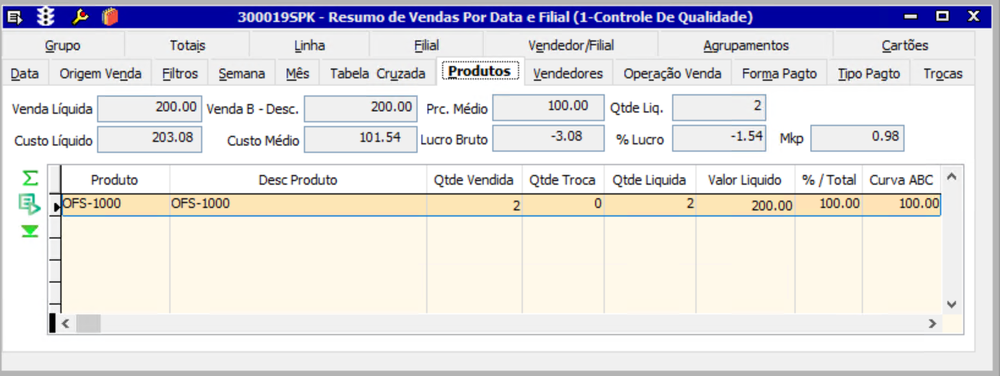 300019SPK - Resumo de Vendas Por Data e Filial (1-Controle De Qualidade)
Grupo Totais Linha Filial Vendedor/Filial Agrupamentos Cartões
Data Origem Venda Filtros Semana Mês Tabela Cruzada Produtos Vendedores Operação Venda Forma Pagto Tipo Pagto Trocas
Venda Líquida 200.00 Venda B - Desc. 200.00 Prc. Médio 100.00 Qtde Liq. 2
Custo Líquido 203.08 Custo Médio 101.54 Lucro Bruto -3.08 % Lucro -1.54 Mkp 0.98
Produto Desc Produto Qtde Vendida Qtde Troca Qtde Liquida Valor Liquido % / Total Curva ABC
OFS-1000 OFS-1000 2 0 2 200.00 100.00 100.00